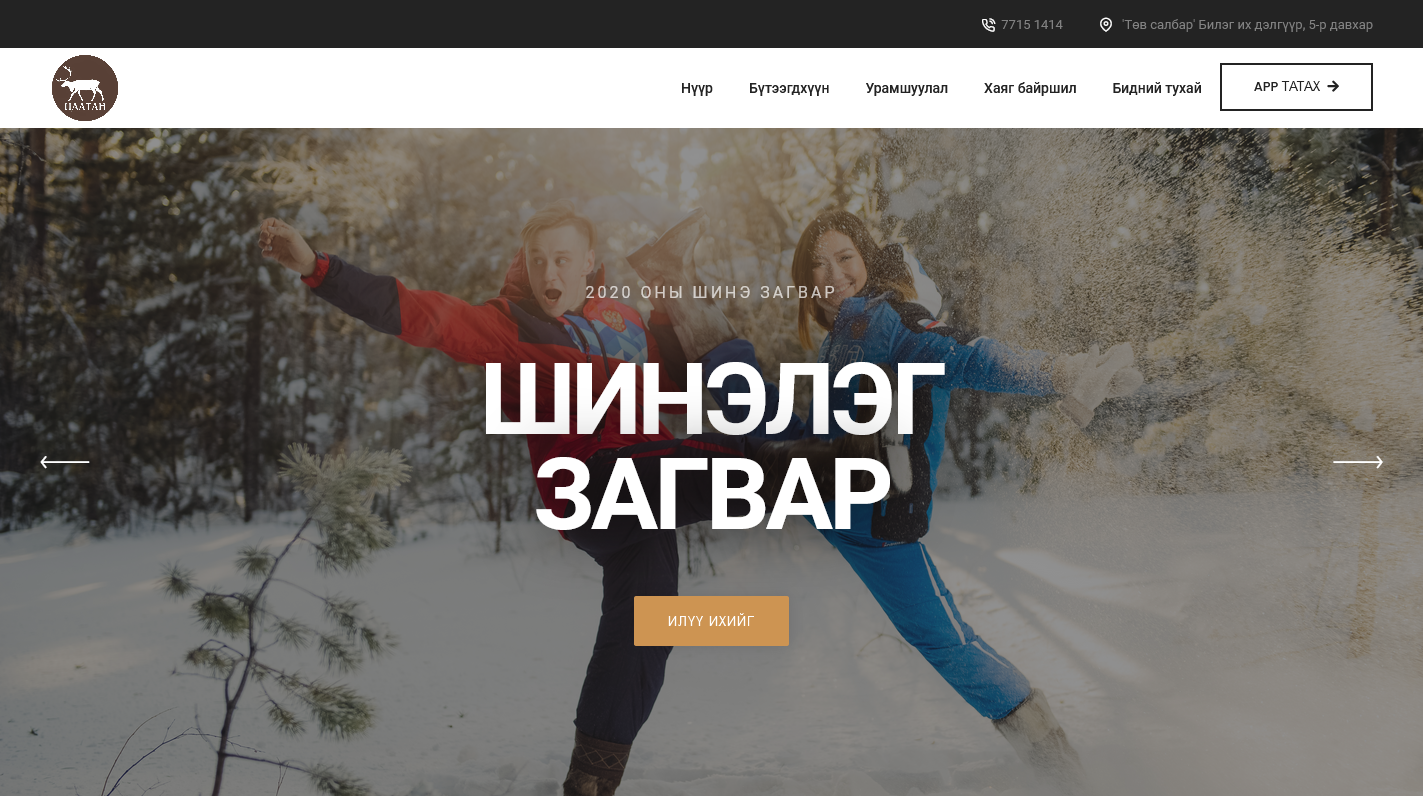 7715 1414
'Төв салбар' Билэг их дэлгүүр, 5-р давхар
ЦААТАН
Нүүр
Бүтээгдхүүн
Урамшуулал
Хаяг байршил
Бидний тухай
APP ТАТАХ
2020 ОНЫ ШИНЭ ЗАГВАР
ШИНЭЛЭГ
ЗАГВАР
ИЛҮҮ ИХИЙГ